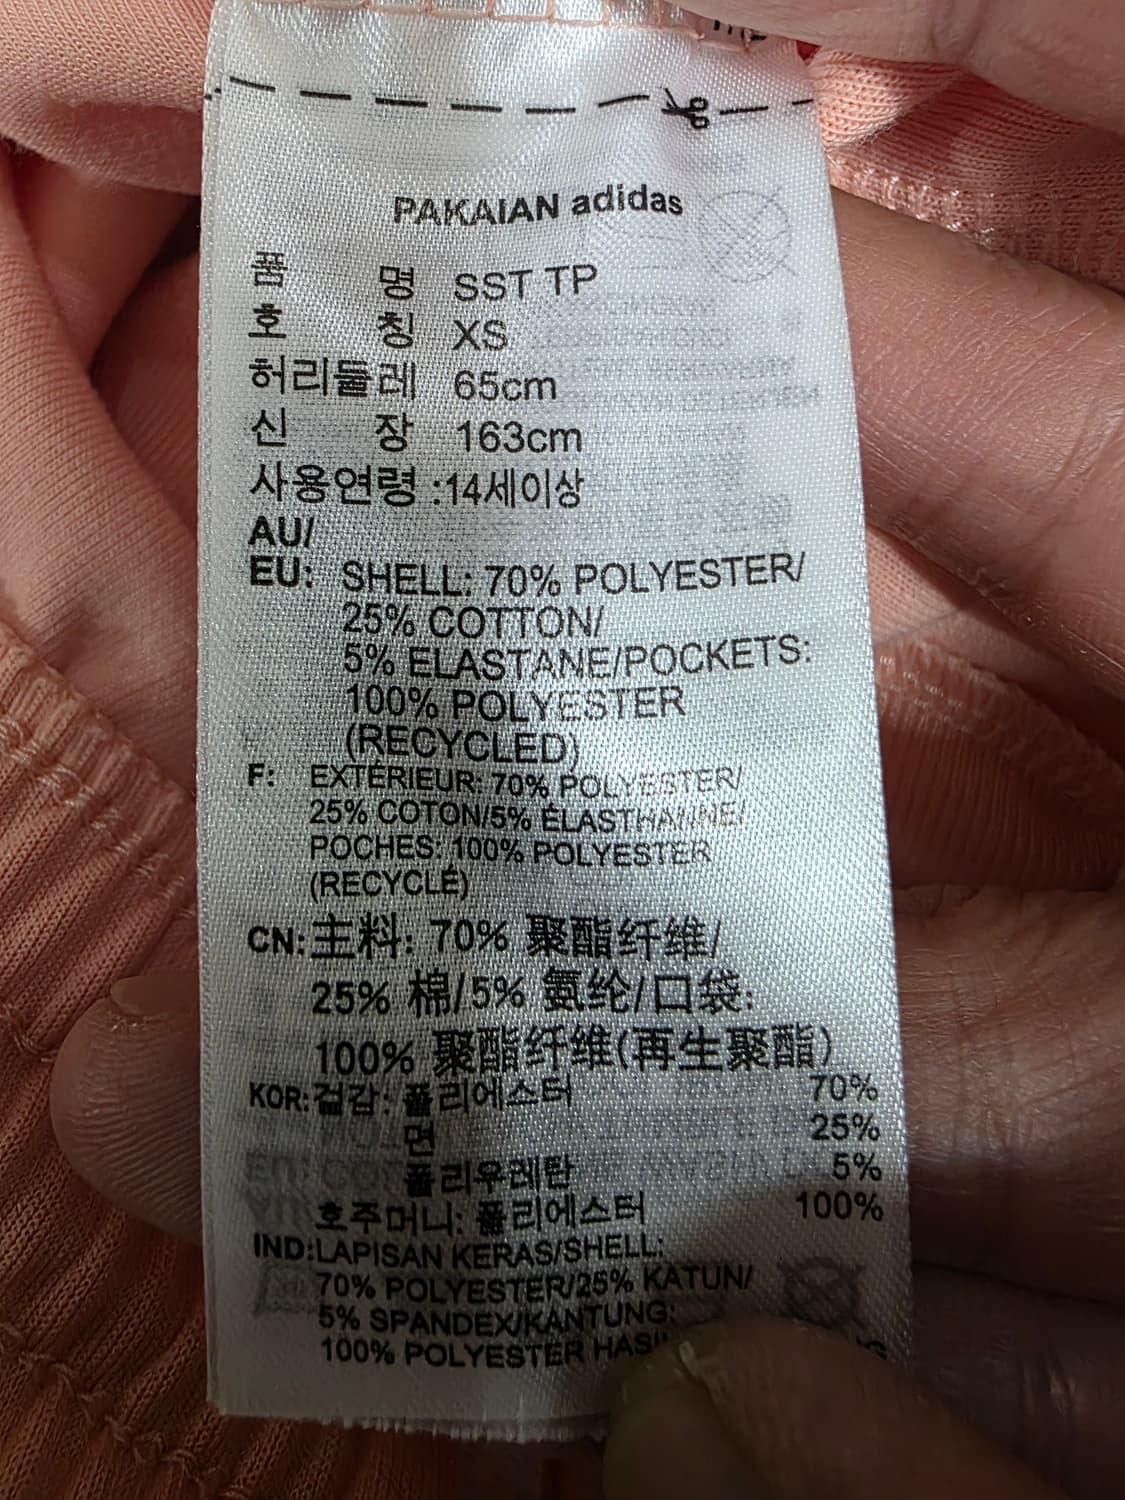 PAKAIAN adidas
품 명 SST TP
호 칭 XS
허리둘레 65cm
신 장 163cm
사용연령 :14세이상
AU/
EU: SHELL: 70% POLYESTER/
25% COTTON/
5% ELASTANE/POCKETS:
100% POLYESTER
(RECYCLED)
F: EXTÉRIEUR: 70% POLYESTER/
25% COTON/5% ÉLASTHANNE/
POCHES: 100% POLYESTER
(RECYCLÉ)
CN: 主料: 70% 聚酯纤维/
25% 棉/5% 氨纶/口袋:
100% 聚酯纤维(再生聚酯)
KOR: 겉감: 폴리에스터 70%
면 25%
폴리우레탄 5%
호주머니: 폴리에스터 100%
IND:LAPISAN KERAS/SHELL:
70% POLYESTER/25% KATUN/
5% SPANDEX/KANTUNG:
100% POLYESTER